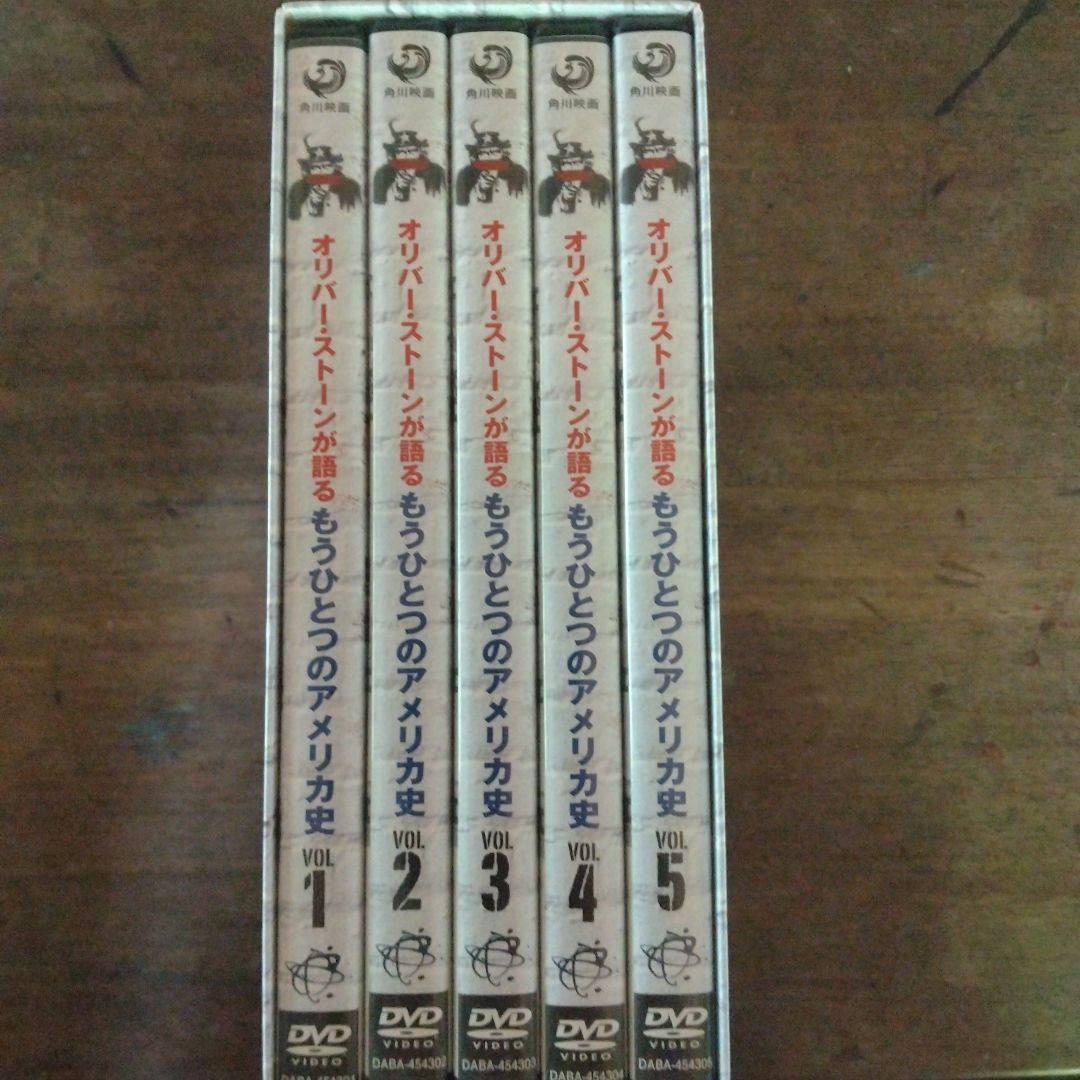 角川映画
オリバー・ストーンが語る もうひとつのアメリカ史
VOL
1
DVD
VIDEO
DABA-454301
角川映画
オリバー・ストーンが語る もうひとつのアメリカ史
VOL
2
DVD
VIDEO
DABA-454302
角川映画
オリバー・ストーンが語る もうひとつのアメリカ史
VOL
3
DVD
VIDEO
DABA-454303
角川映画
オリバー・ストーンが語る もうひとつのアメリカ史
VOL
4
DVD
VIDEO
DABA-454304
角川映画
オリバー・ストーンが語る もうひとつのアメリカ史
VOL
5
DVD
VIDEO
DABA-454305